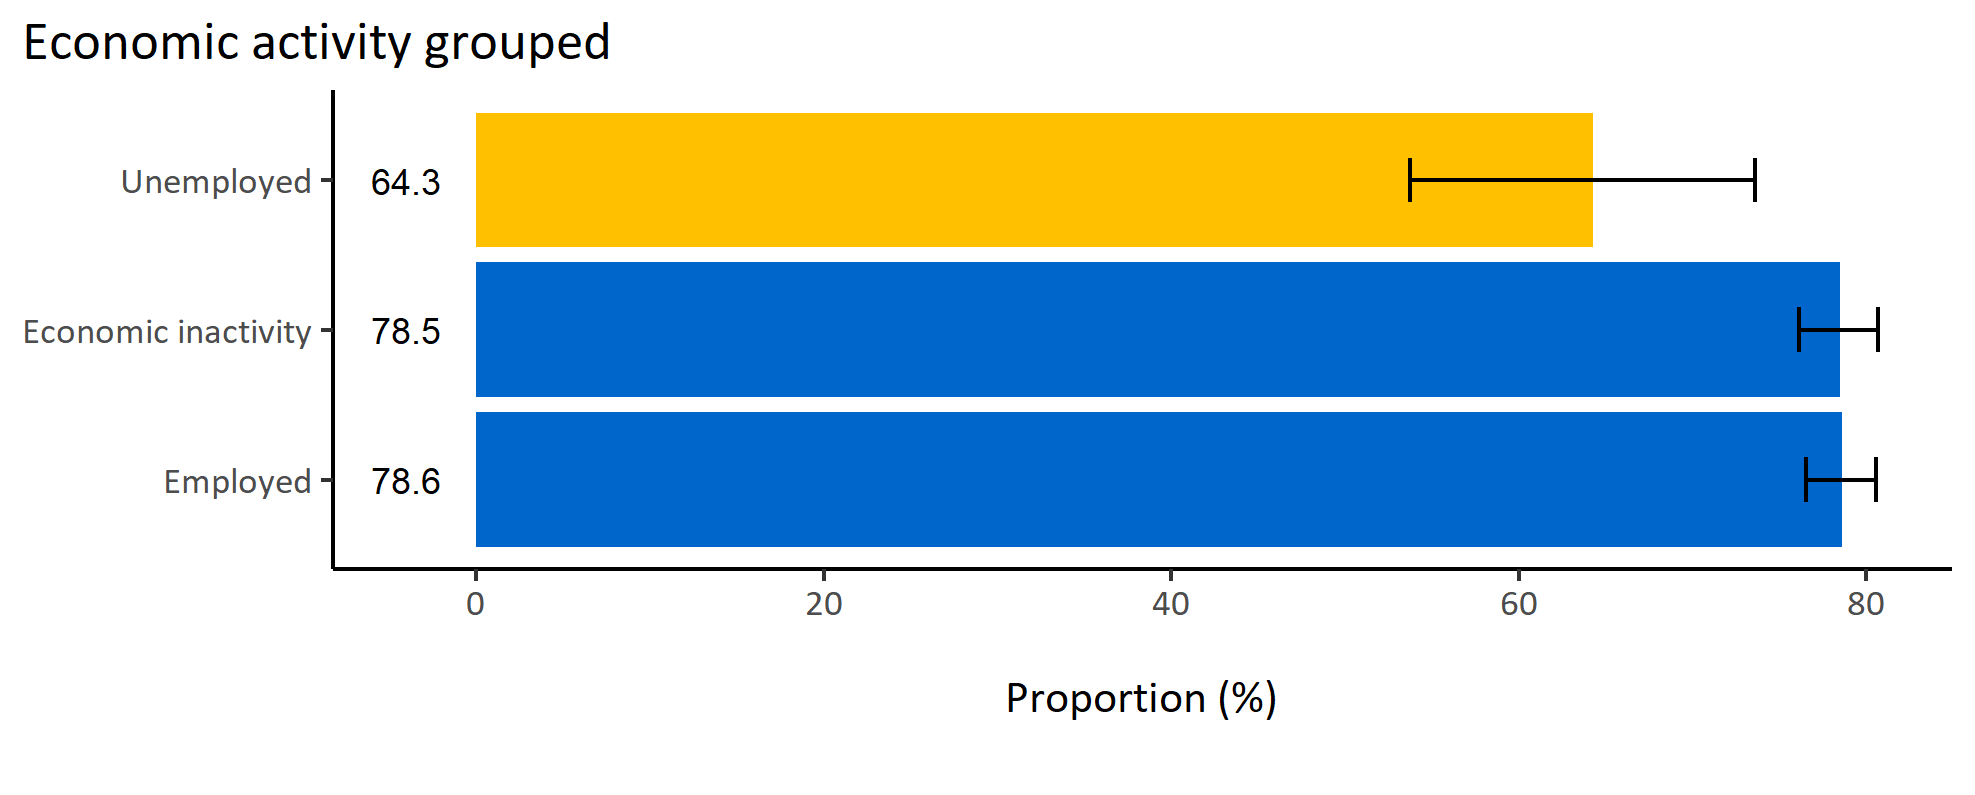 Economic activity grouped
Unemployed 64.3
Economic inactivity 78.5
Employed 78.6
0 20 40 60 80
Proportion (%)